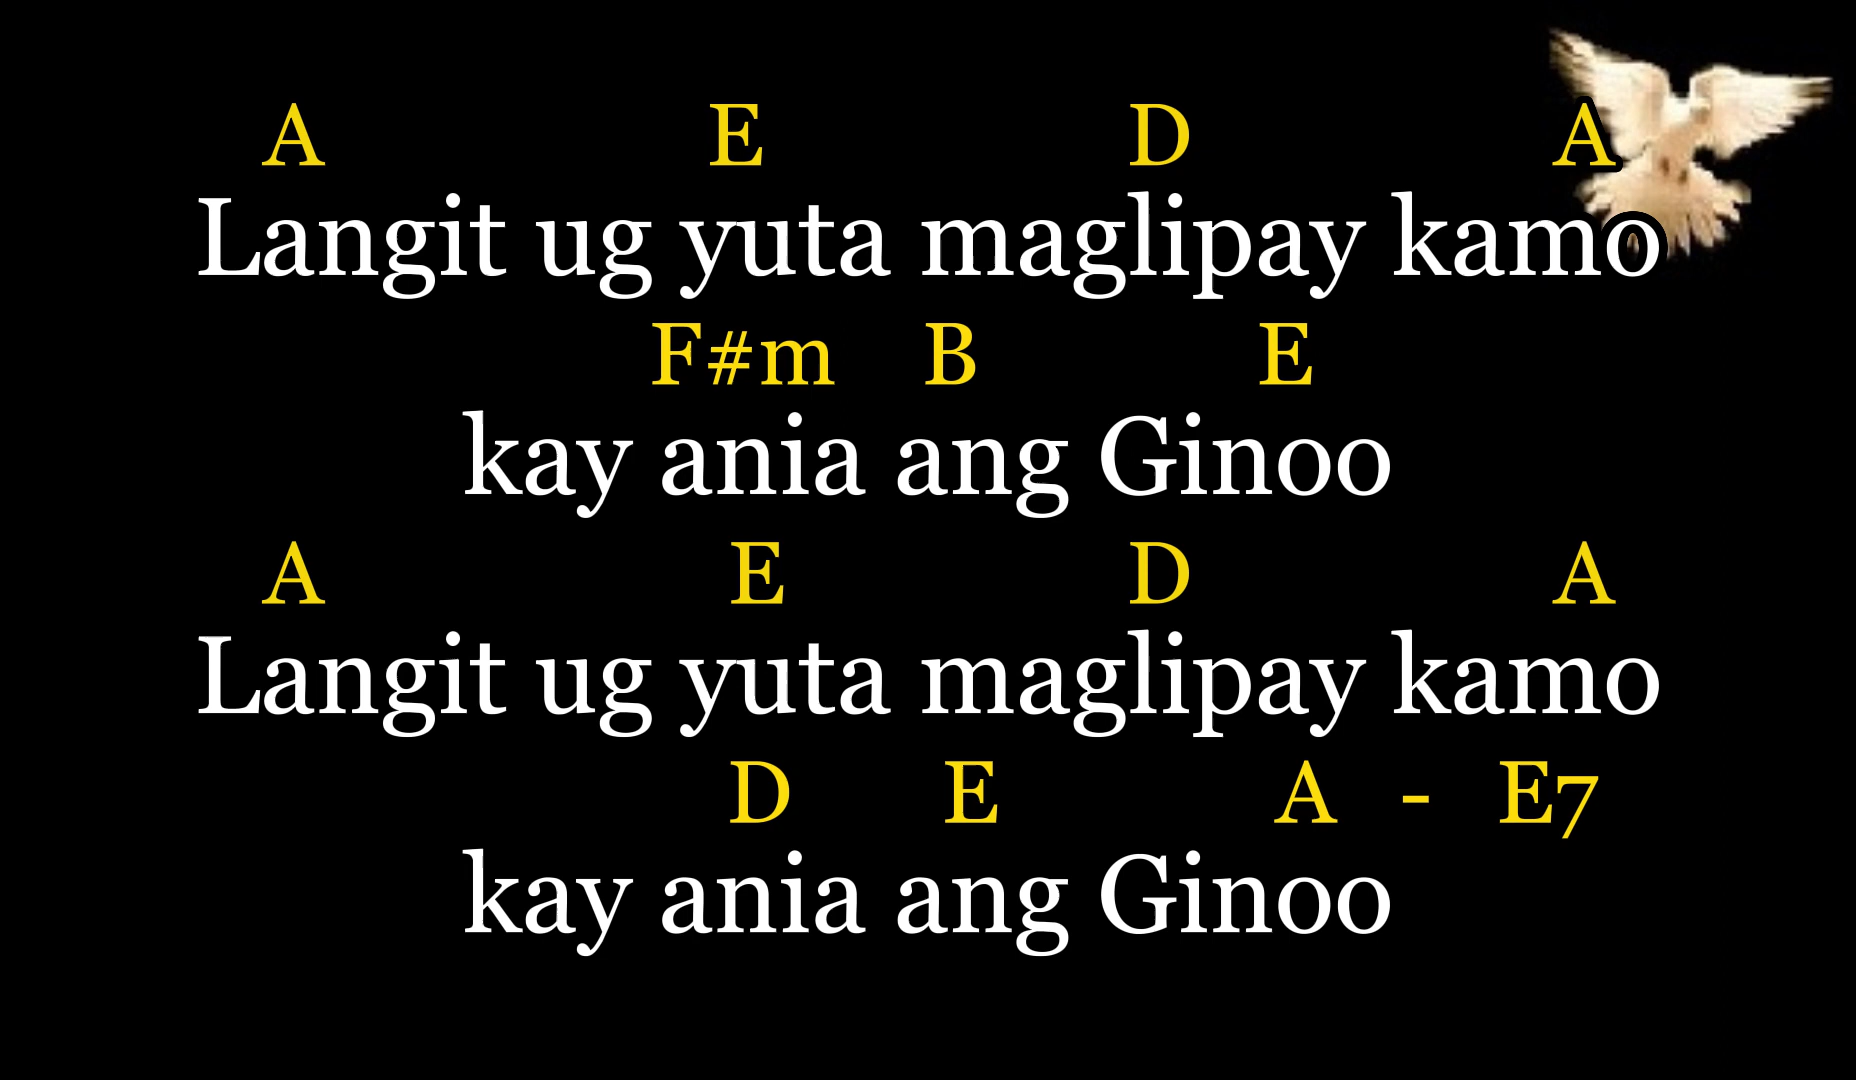 A E D A
Langit ug yuta maglipay kamo
F#m B E
kay ania ang Ginoo
A E D A
Langit ug yuta maglipay kamo
D E A - E7
kay ania ang Ginoo